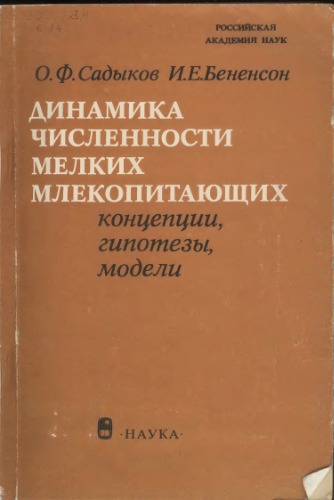 РОССИЙСКАЯ
АКАДЕМИЯ НАУК
О.Ф.Садыков И.Е.Бененсон
ДИНАМИКА
ЧИСЛЕННОСТИ
МЕЛКИХ
МЛЕКОПИТАЮЩИХ
концепции,
гипотезы,
модели
·НАУКА·